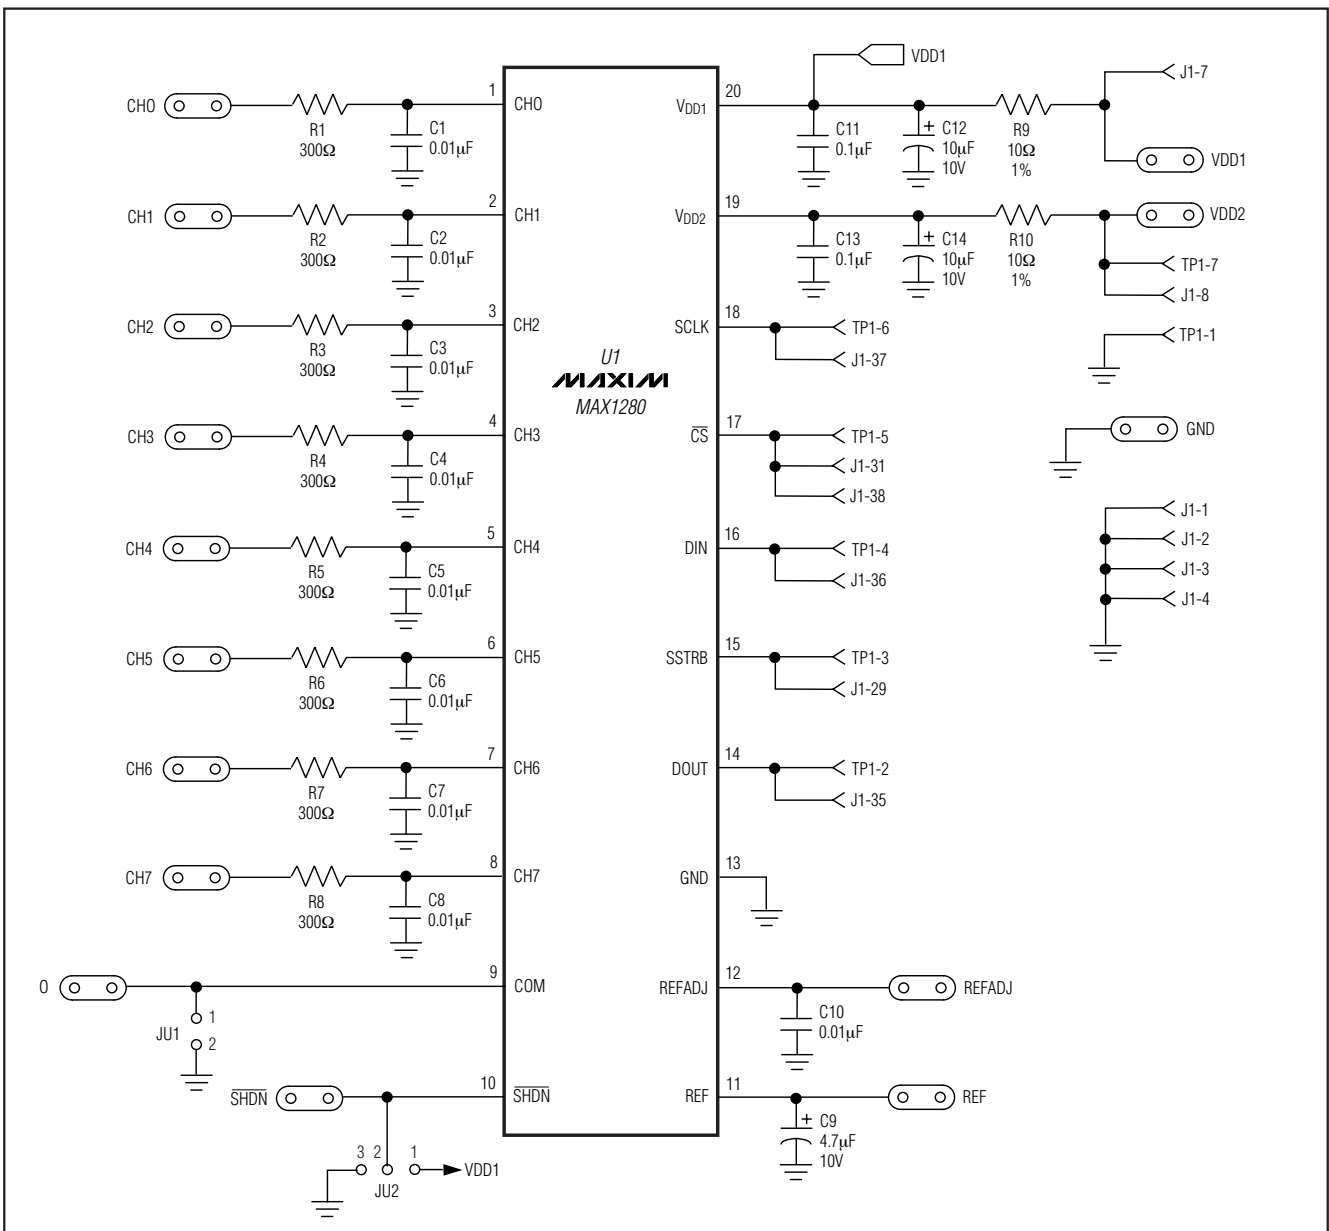 CH0
R1
300Ω
C1
0.01µF
1
CH0
CH1
R2
300Ω
C2
0.01µF
2
CH1
CH2
R3
300Ω
C3
0.01µF
3
CH2
CH3
R4
300Ω
C4
0.01µF
4
CH3
CH4
R5
300Ω
C5
0.01µF
5
CH4
CH5
R6
300Ω
C6
0.01µF
6
CH5
CH6
R7
300Ω
C7
0.01µF
7
CH6
CH7
R8
300Ω
C8
0.01µF
8
CH7
0
JU1
1
2
9
COM
SHDN
10
SHDN
3 2 1
VDD1
JU2
U1
MAXIM
MAX1280
VDD1
20
VDD1
C11
0.1µF
+ C12
10µF
10V
R9
10Ω
1%
J1-7
VDD1
VDD2
19
C13
0.1µF
+ C14
10µF
10V
R10
10Ω
1%
VDD2
TP1-7
J1-8
TP1-1
SCLK
18
TP1-6
J1-37
CS
17
TP1-5
J1-31
J1-38
GND
DIN
16
TP1-4
J1-36
J1-1
J1-2
J1-3
J1-4
SSTRB
15
TP1-3
J1-29
DOUT
14
TP1-2
J1-35
GND
13
REFADJ
12
C10
0.01µF
REFADJ
REF
11
+ C9
4.7µF
10V
REF